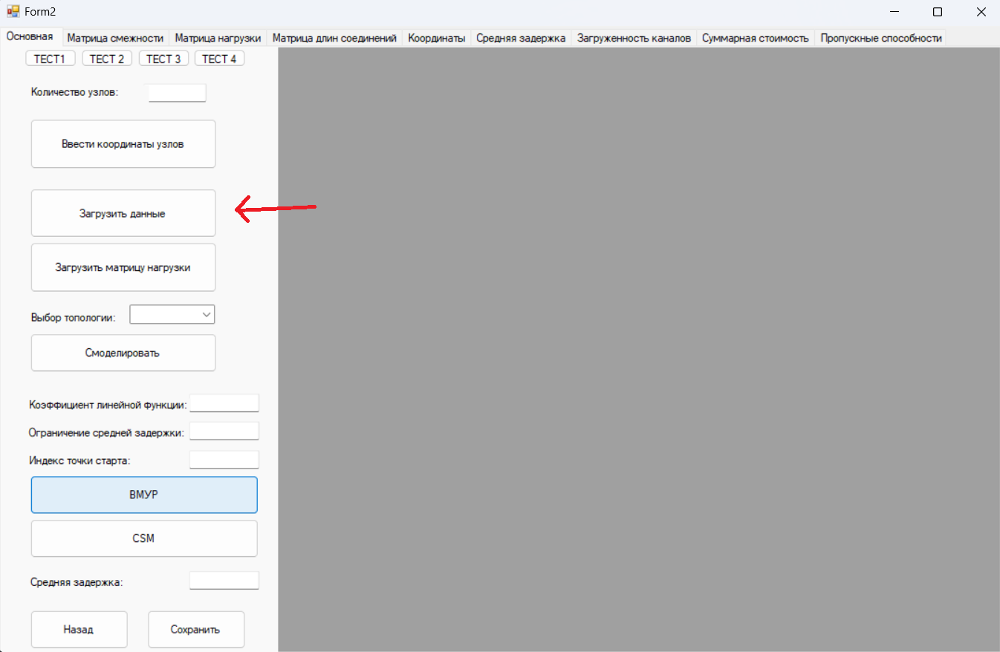 Form2
Основная Матрица смежности Матрица нагрузки Матрица длин соединений Координаты Средняя задержка Загруженность каналов Суммарная стоимость Пропускные способности
ТЕСТ1 ТЕСТ 2 ТЕСТ 3 ТЕСТ 4
Количество узлов:
Ввести координаты узлов
Загрузить данные
Загрузить матрицу нагрузки
Выбор топологии:
Смоделировать
Коэффициент линейной функции:
Ограничение средней задержки:
Индекс точки старта:
ВМУР
CSM
Средняя задержка:
Назад Сохранить